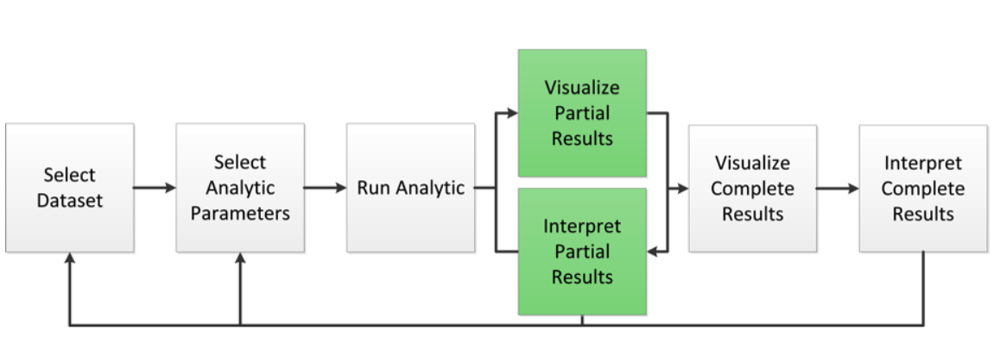 Select
Dataset
Select
Analytic
Parameters
Run Analytic
Visualize
Partial
Results
Interpret
Partial
Results
Visualize
Complete
Results
Interpret
Complete
Results